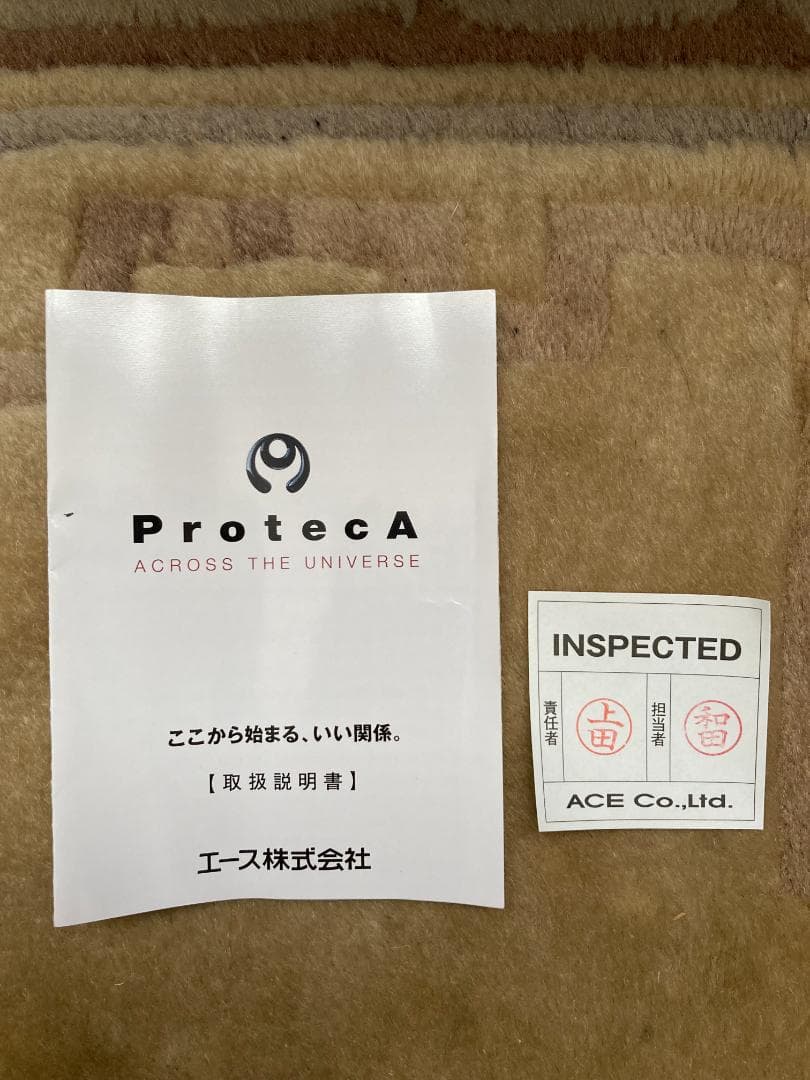 ProtecA
ACROSS THE UNIVERSE
ここから始まる、いい関係。
【取扱説明書】
エース株式会社
INSPECTED
責任者
上田
担当者
和田
ACE Co.,Ltd.